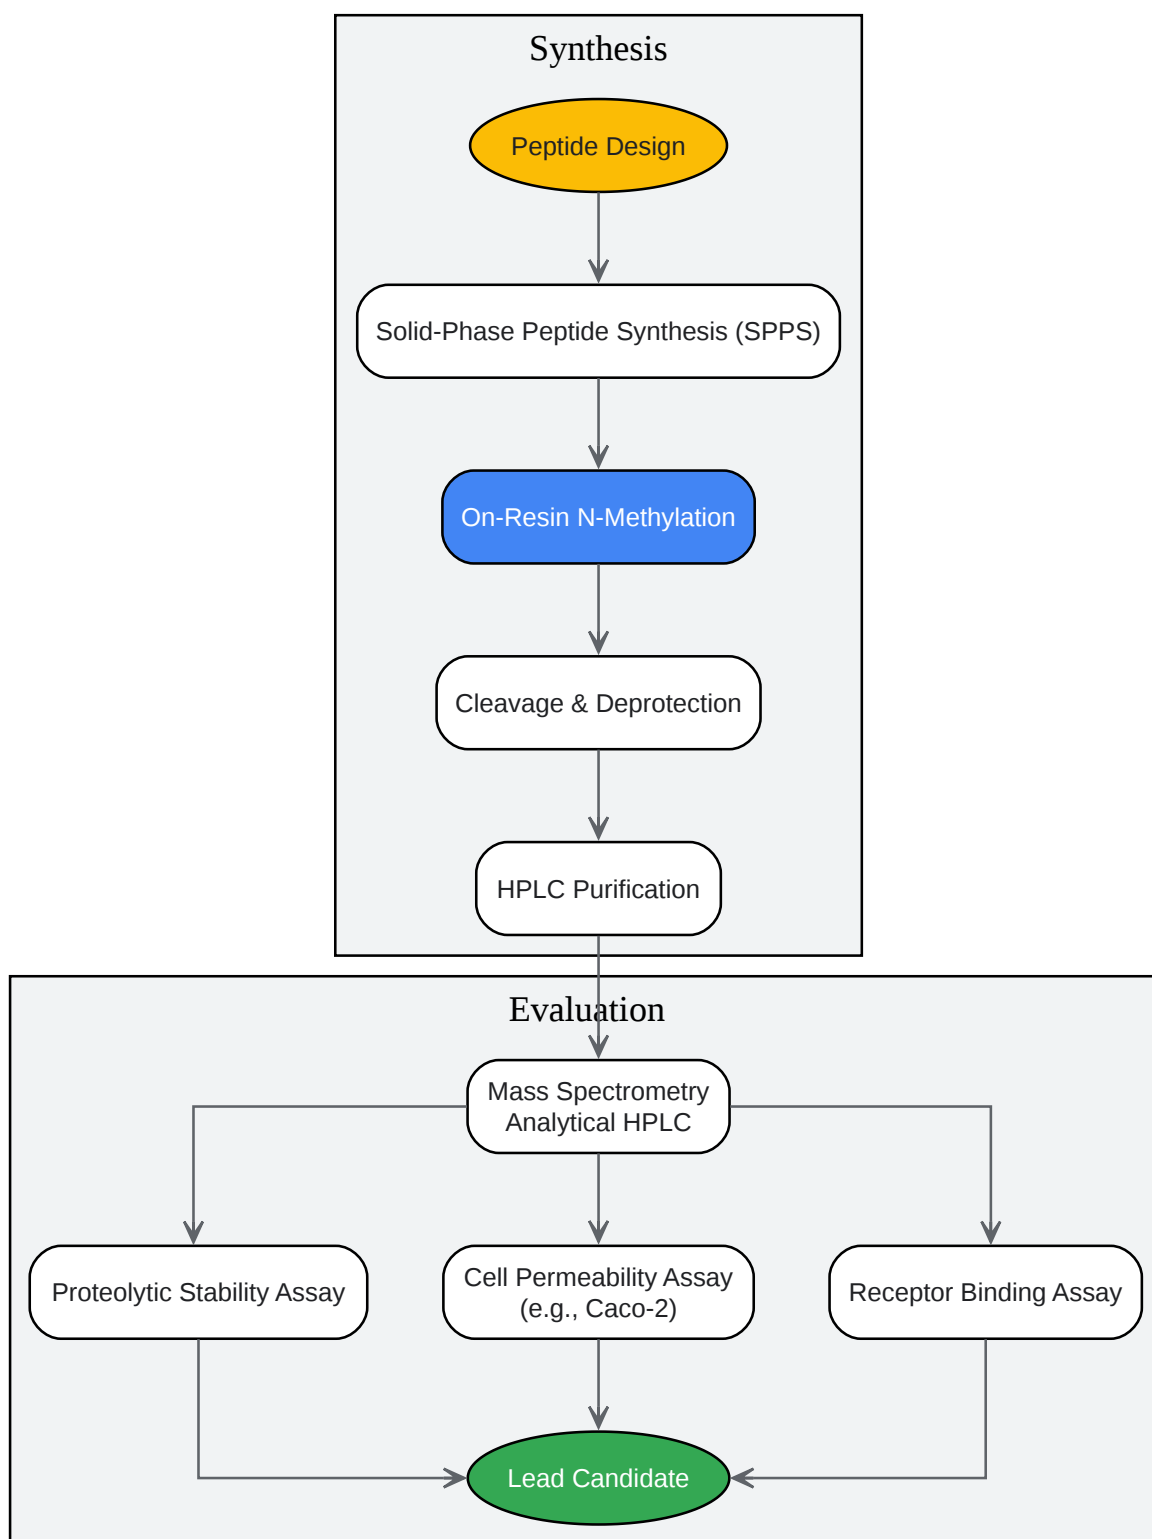 Synthesis
Peptide Design
Solid-Phase Peptide Synthesis (SPPS)
On-Resin N-Methylation
Cleavage & Deprotection
HPLC Purification
Evaluation
Mass Spectrometry
Analytical HPLC
Proteolytic Stability Assay
Cell Permeability Assay
(e.g., Caco-2)
Receptor Binding Assay
Lead Candidate